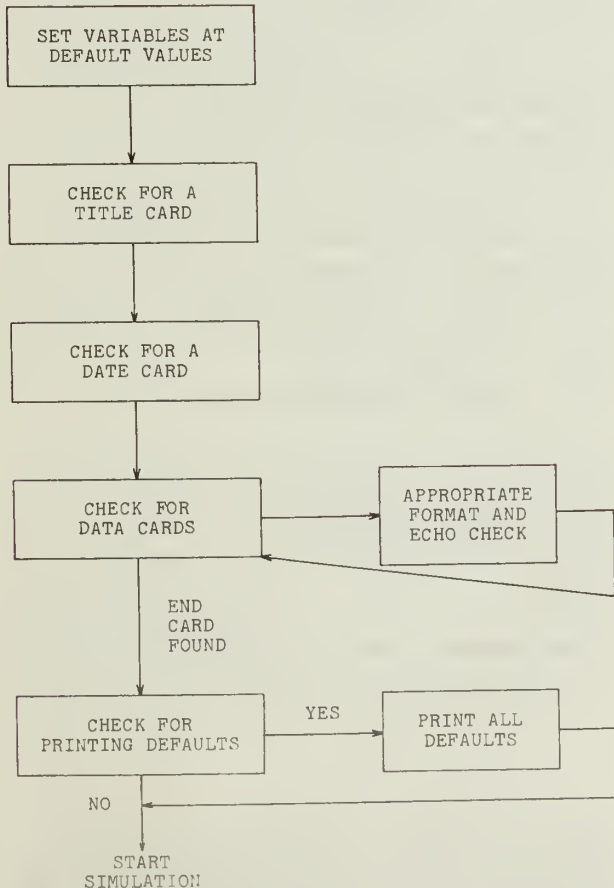 SET VARIABLES AT
DEFAULT VALUES
CHECK FOR A
TITLE CARD
CHECK FOR A
DATE CARD
CHECK FOR
DATA CARDS
APPROPRIATE
FORMAT AND
ECHO CHECK
END
CARD
FOUND
CHECK FOR
PRINTING DEFAULTS
YES
PRINT ALL
DEFAULTS
NO
START
SIMULATION